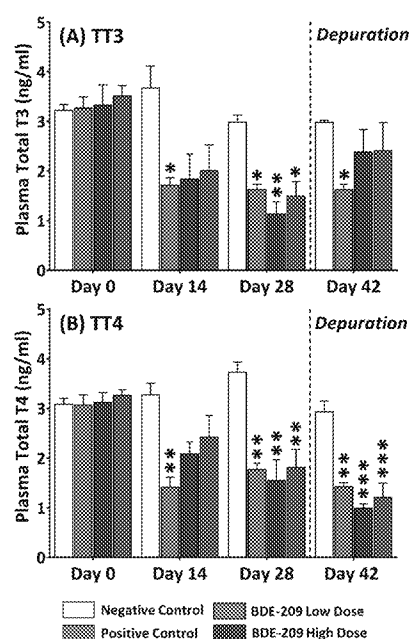 (A) TT3
Depuration
Plasma Total T3 (ng/ml)
5
4
3
2
1
0
*
*
**
*
*
Day 0
Day 14
Day 28
Day 42
(B) TT4
Depuration
Plasma Total T4 (ng/ml)
5
4
3
2
1
0
**
**
**
**
**
***
***
Day 0
Day 14
Day 28
Day 42
Negative Control
BDE-209 Low Dose
Positive Control
BDE-209 High Dose